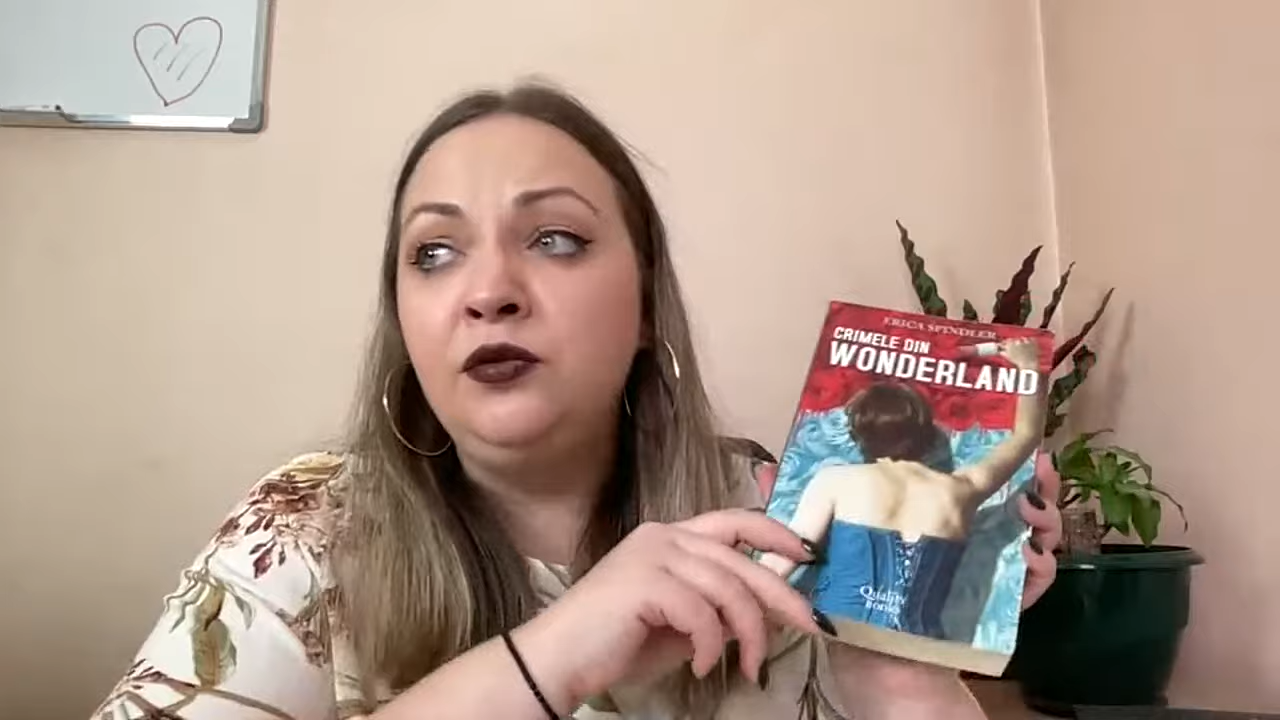 ERICA SPINDLER
CRIMELE DIN
WONDERLAND
Quality
Books